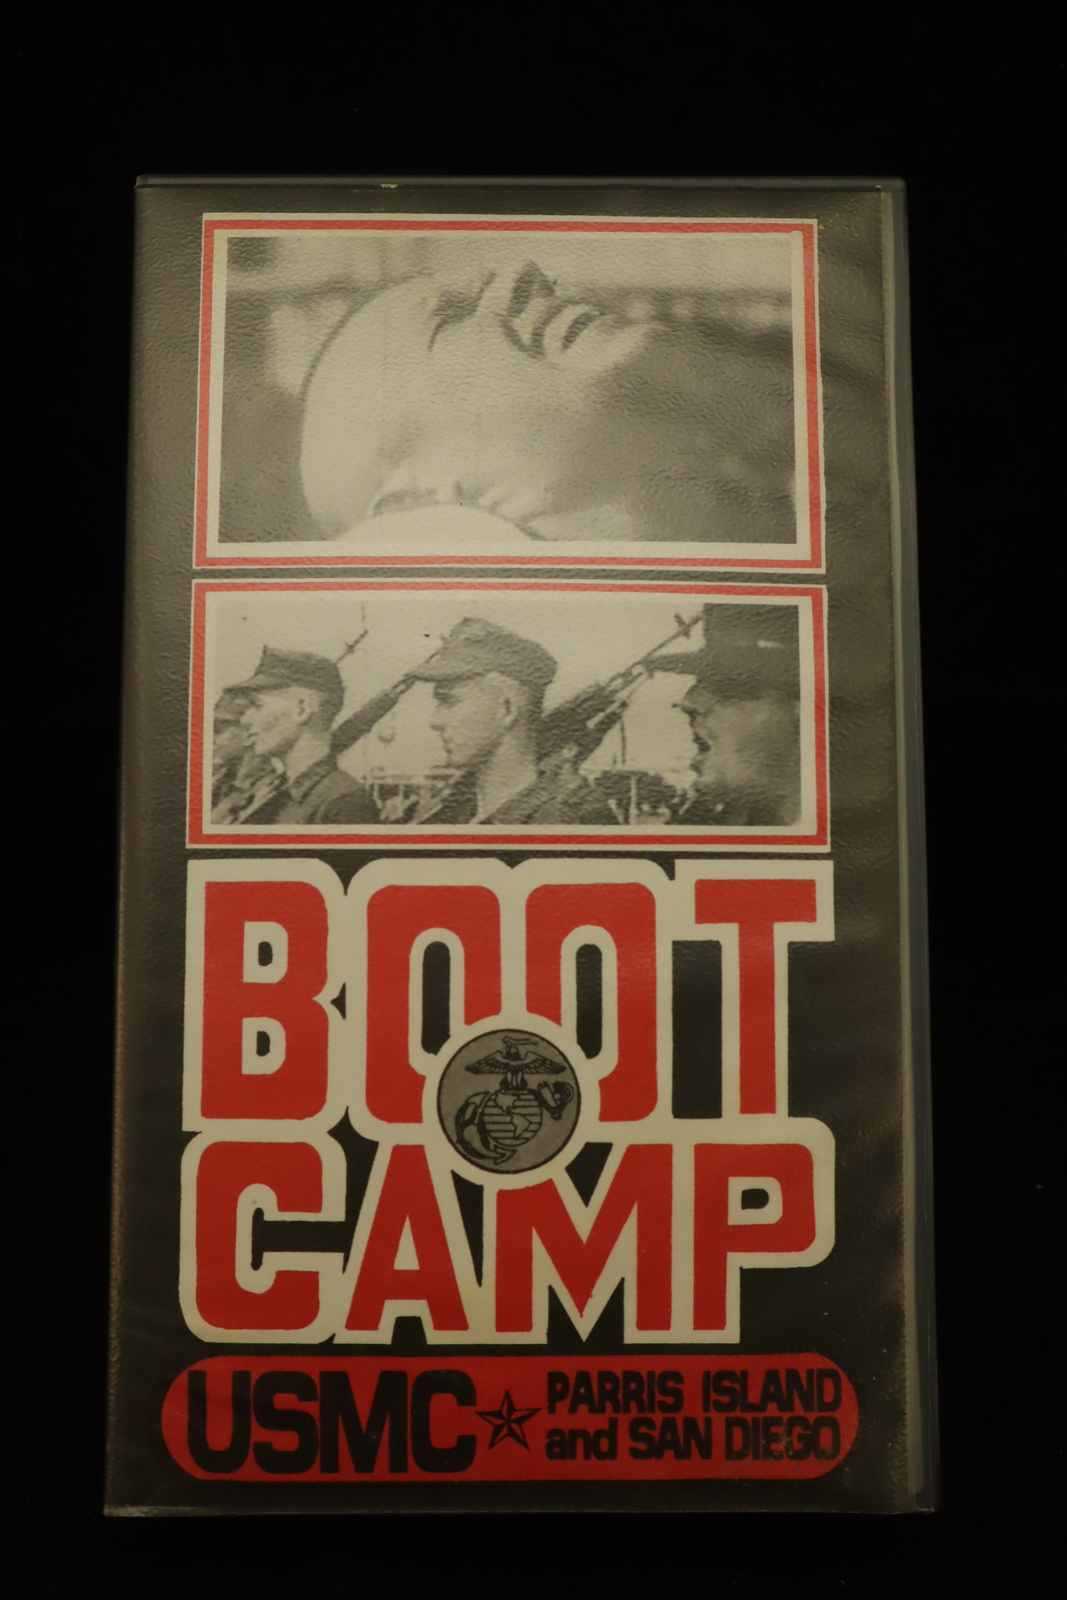 BOOT
CAMP
USMC ★ PARRIS ISLAND
and SAN DIEGO